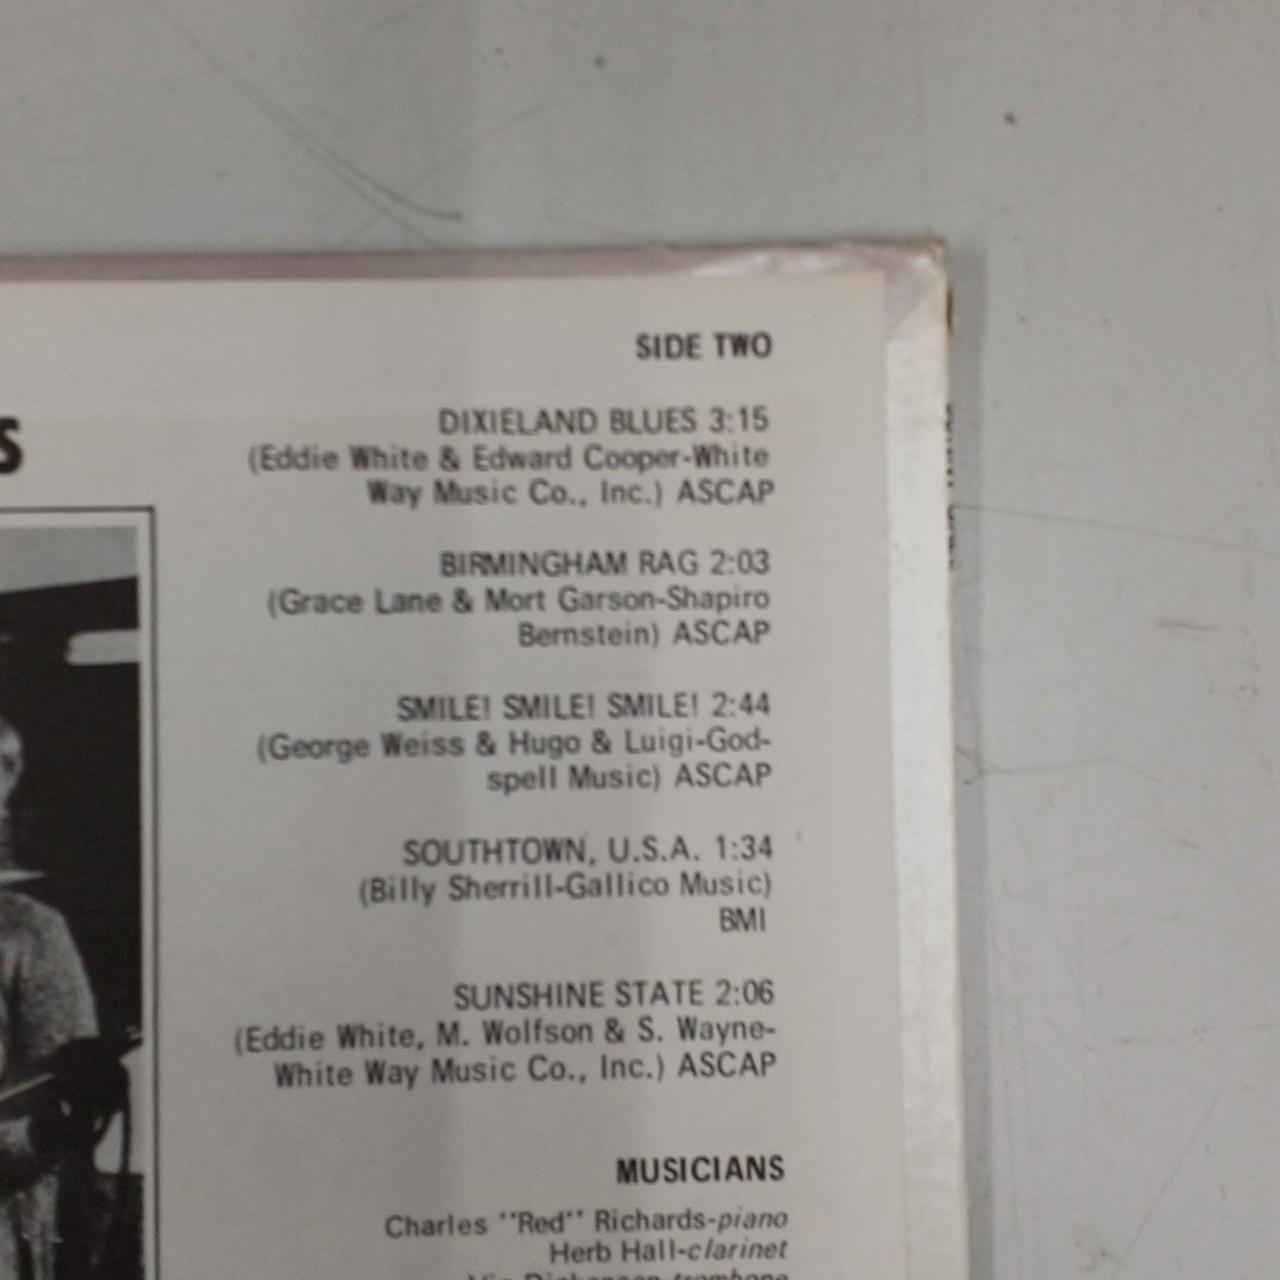 SIDE TWO
S
DIXIELAND BLUES 3:15
(Eddie White & Edward Cooper-White
Way Music Co., Inc.) ASCAP
BIRMINGHAM RAG 2:03
(Grace Lane & Mort Garson-Shapiro
Bernstein) ASCAP
SMILE! SMILE! SMILE! 2:44
(George Weiss & Hugo & Luigi-God-
spell Music) ASCAP
SOUTHTOWN, U.S.A. 1:34
(Billy Sherrill-Gallico Music)
BMI
SUNSHINE STATE 2:06
(Eddie White, M. Wolfson & S. Wayne-
White Way Music Co., Inc.) ASCAP
MUSICIANS
Charles "Red" Richards-piano
Herb Hall-clarinet
Vic Dickenson-trombone